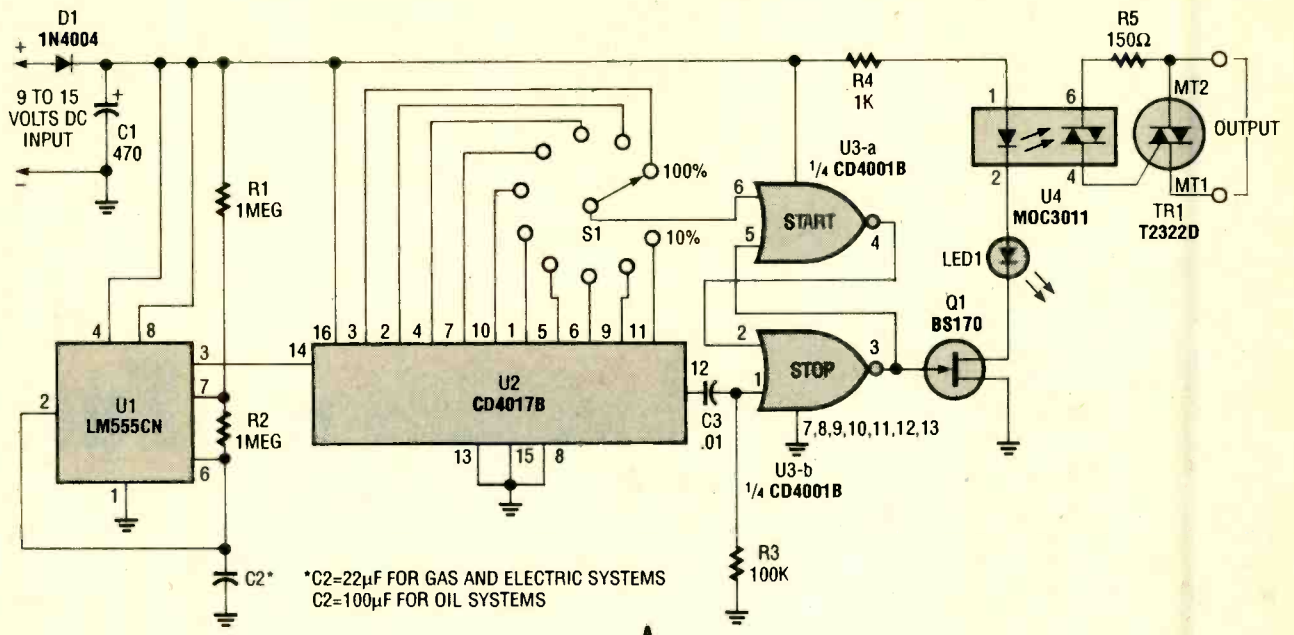 D1
1N4004
+
9 TO 15
VOLTS DC
INPUT
−
+
C1
470
R1
1MEG
4
8
3
7
2
U1
LM555CN
R2
1MEG
6
1
C2*
*C2=22µF FOR GAS AND ELECTRIC SYSTEMS
C2=100µF FOR OIL SYSTEMS
14
16
3
2
4
7
10
1
5
6
9
11
U2
CD4017B
12
13
15
8
100%
S1
10%
C3
.01
R3
100K
R4
1K
U3-a
1/4 CD4001B
6
5
START
4
2
1
STOP
3
7,8,9,10,11,12,13
U3-b
1/4 CD4001B
LED1
Q1
BS170
1
2
6
4
U4
MOC3011
R5
150Ω
MT2
MT1
OUTPUT
TR1
T2322D
A